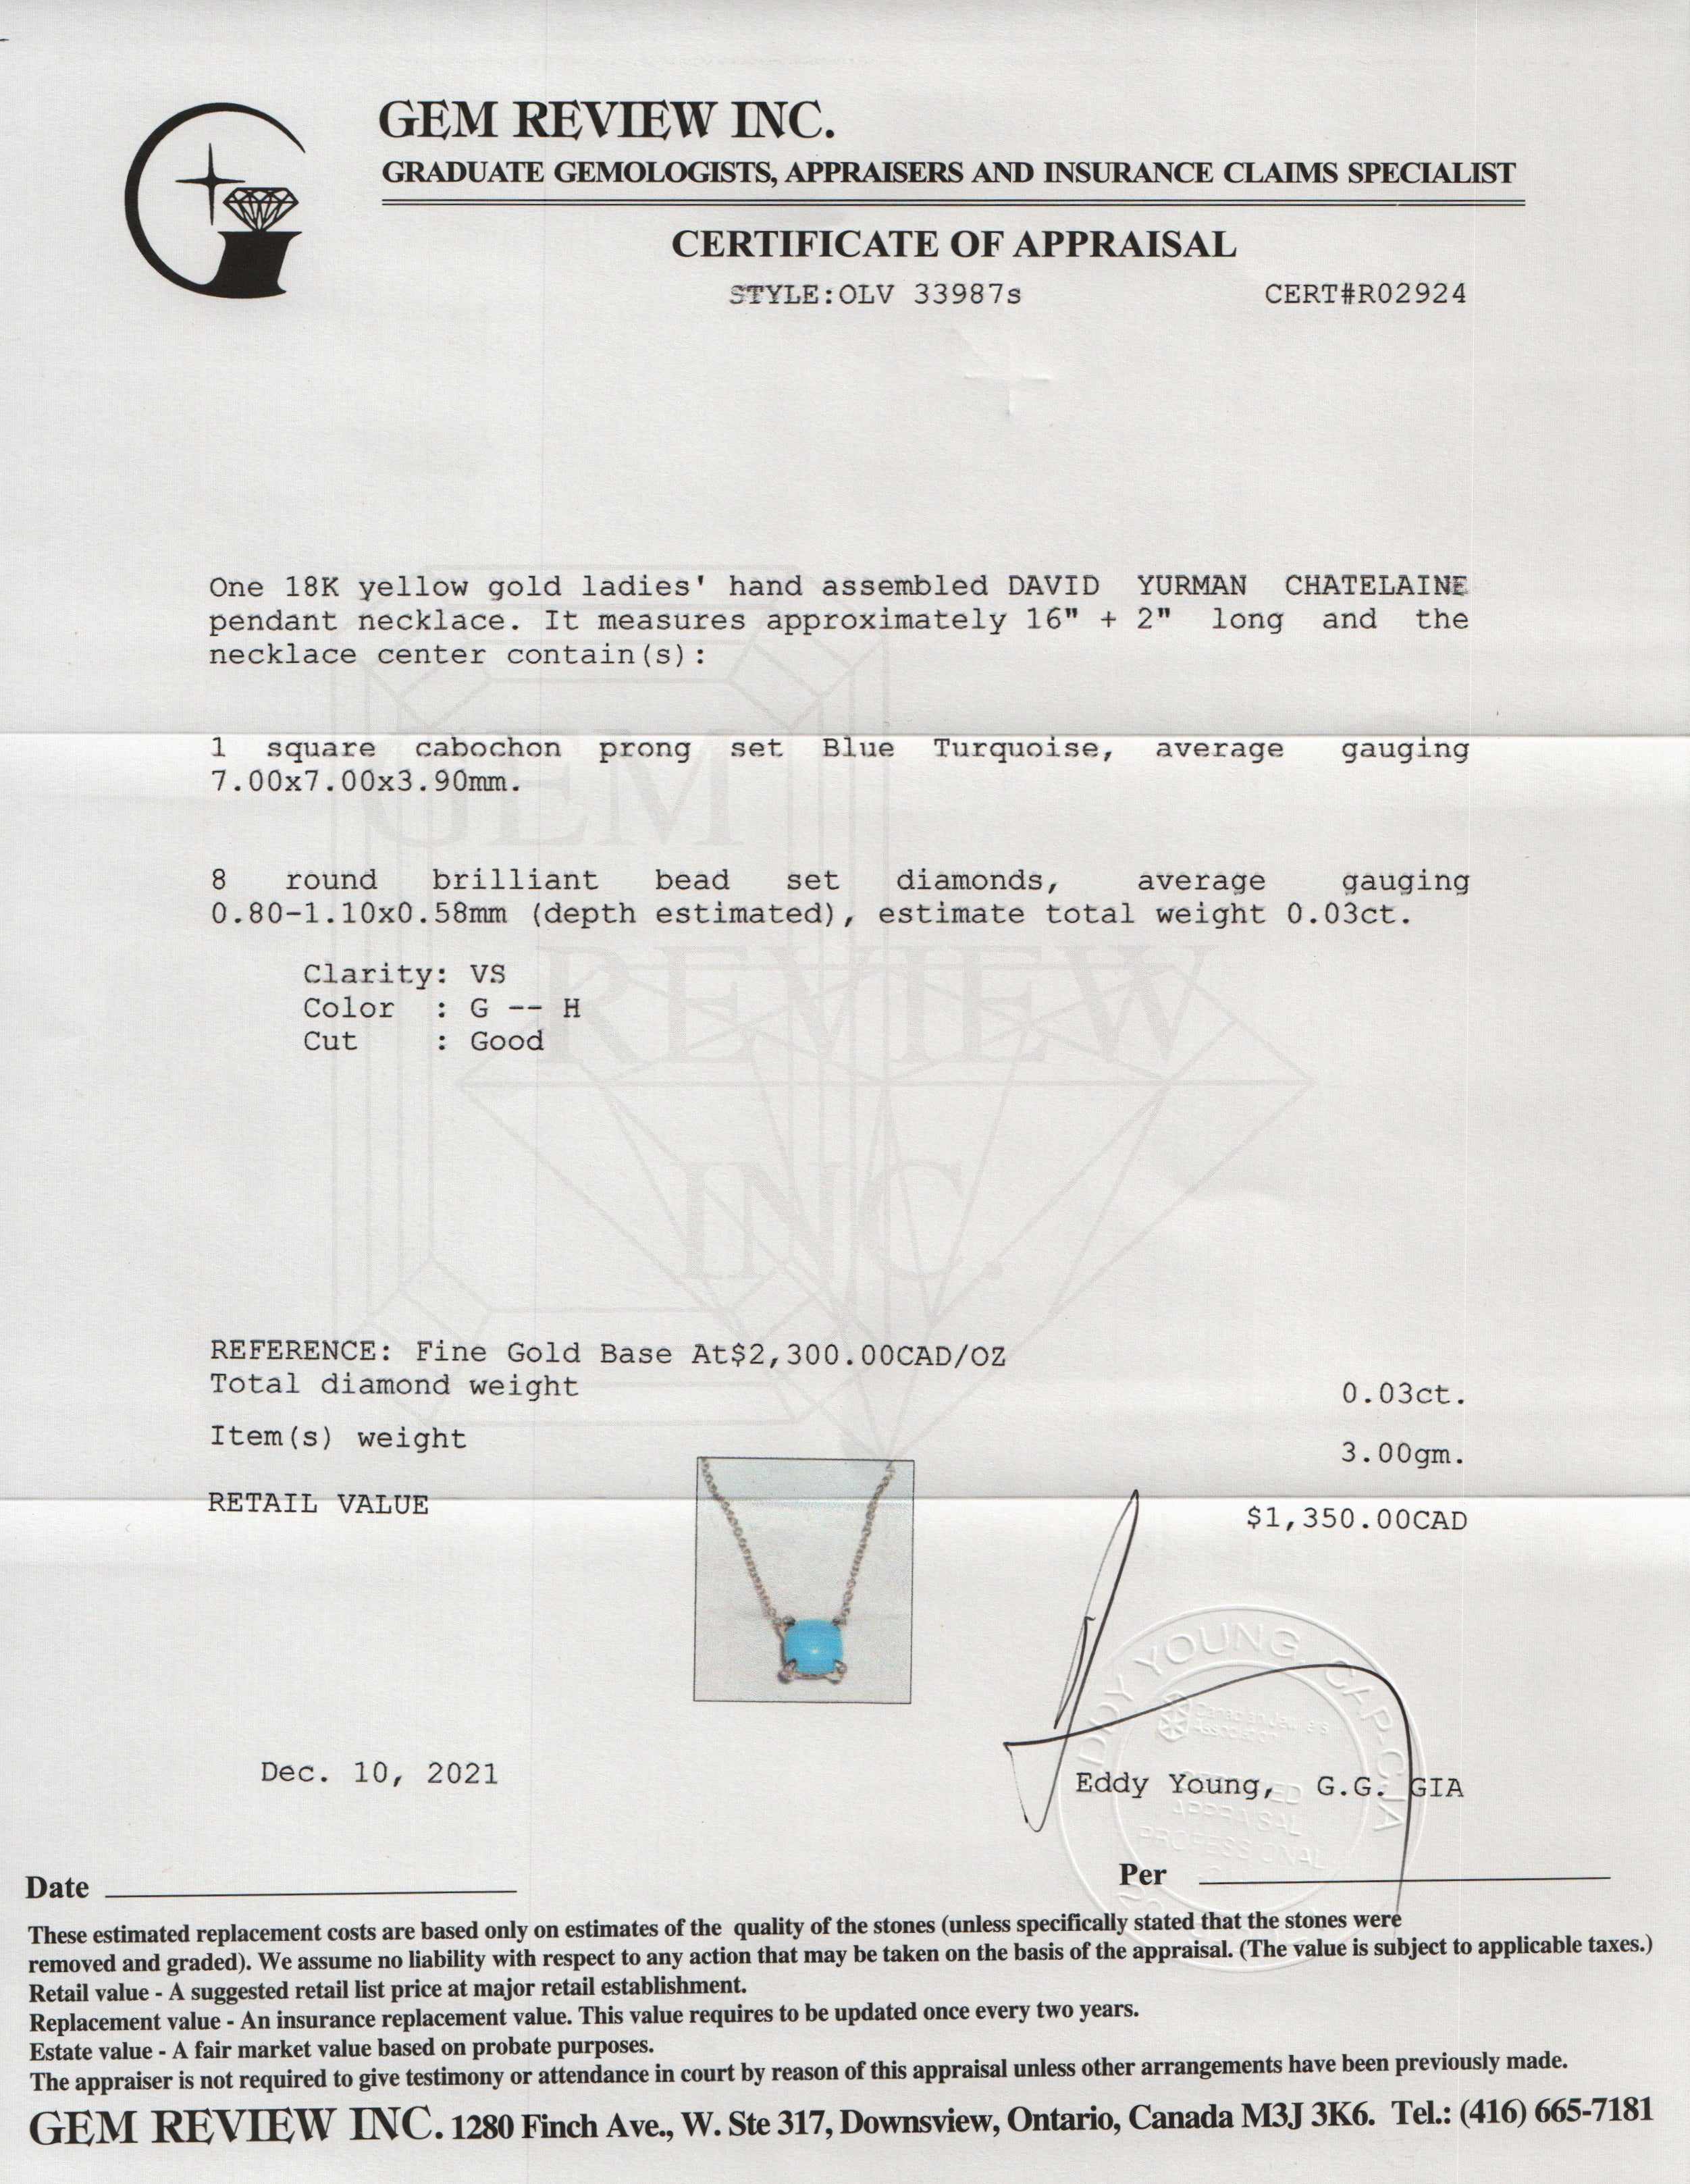 GEM REVIEW INC.
GRADUATE GEMOLOGISTS, APPRAISERS AND INSURANCE CLAIMS SPECIALIST
CERTIFICATE OF APPRAISAL
STYLE:OLV 33987s CERT#R02924
One 18K yellow gold ladies' hand assembled DAVID YURMAN CHATELAINE
pendant necklace. It measures approximately 16" + 2" long and the
necklace center contain(s):
1 square cabochon prong set Blue Turquoise, average gauging
7.00x7.00x3.90mm.
GEM
8 round brilliant bead set diamonds, average gauging
0.80-1.10x0.58mm (depth estimated), estimate total weight 0.03ct.
Clarity: VS
Color : G -- H
Cut : Good
REVIEW
INC.
REFERENCE: Fine Gold Base At$2,300.00CAD/OZ
Total diamond weight 0.03ct.
Item(s) weight 3.00gm.
RETAIL VALUE $1,350.00CAD
EDDY YOUNG, CAP-CJA
Canadian Jewellers
Association
Dec. 10, 2021
Eddy Young, G.G. GIA
APPRAISAL
PROFESSIONAL
Date
Per
These estimated replacement costs are based only on estimates of the quality of the stones (unless specifically stated that the stones were
removed and graded). We assume no liability with respect to any action that may be taken on the basis of the appraisal. (The value is subject to applicable taxes.)
Retail value - A suggested retail list price at major retail establishment.
Replacement value - An insurance replacement value. This value requires to be updated once every two years.
Estate value - A fair market value based on probate purposes.
The appraiser is not required to give testimony or attendance in court by reason of this appraisal unless other arrangements have been previously made.
GEM REVIEW INC. 1280 Finch Ave., W. Ste 317, Downsview, Ontario, Canada M3J 3K6. Tel.: (416) 665-7181